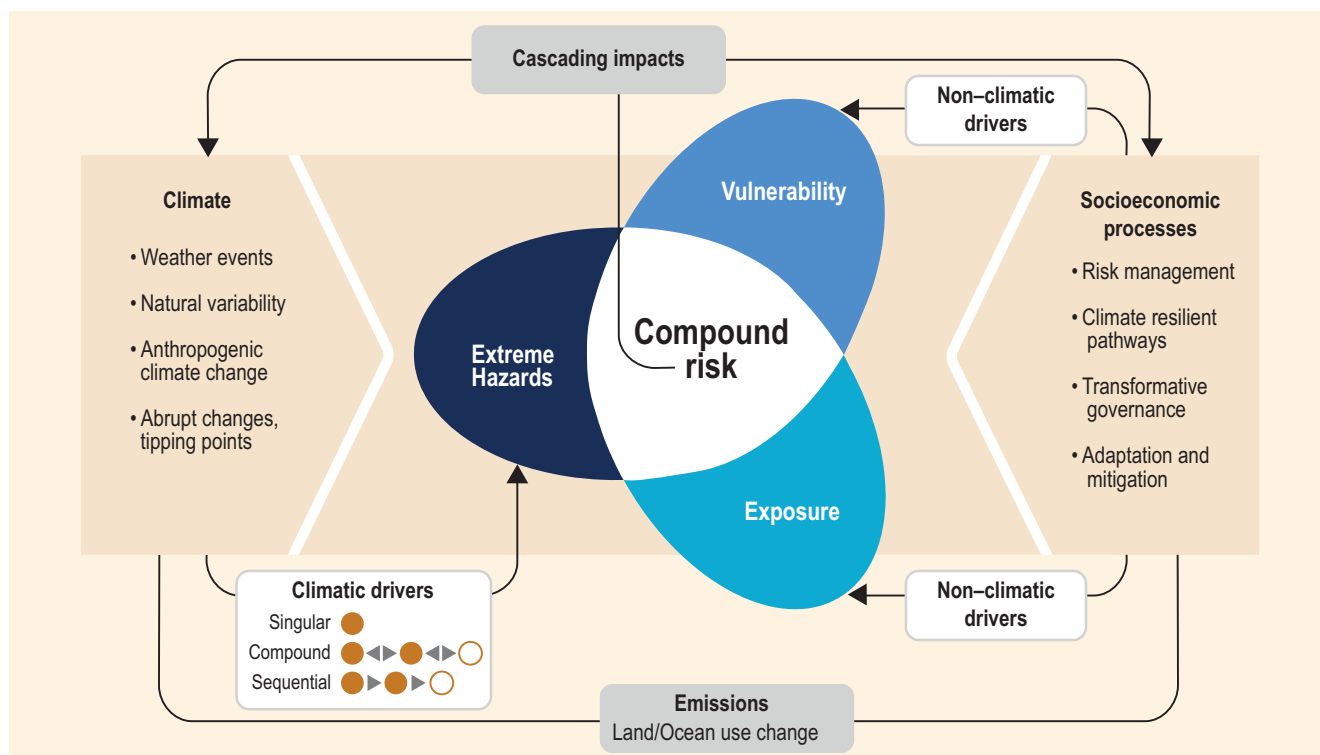 Cascading impacts
Non–climatic
drivers
Climate
• Weather events
• Natural variability
• Anthropogenic
climate change
• Abrupt changes,
tipping points
Vulnerability
Extreme
Hazards
Compound
risk
Exposure
Socioeconomic
processes
• Risk management
• Climate resilient
pathways
• Transformative
governance
• Adaptation and
mitigation
Climatic drivers
Singular
Compound
Sequential
Non–climatic
drivers
Emissions
Land/Ocean use change